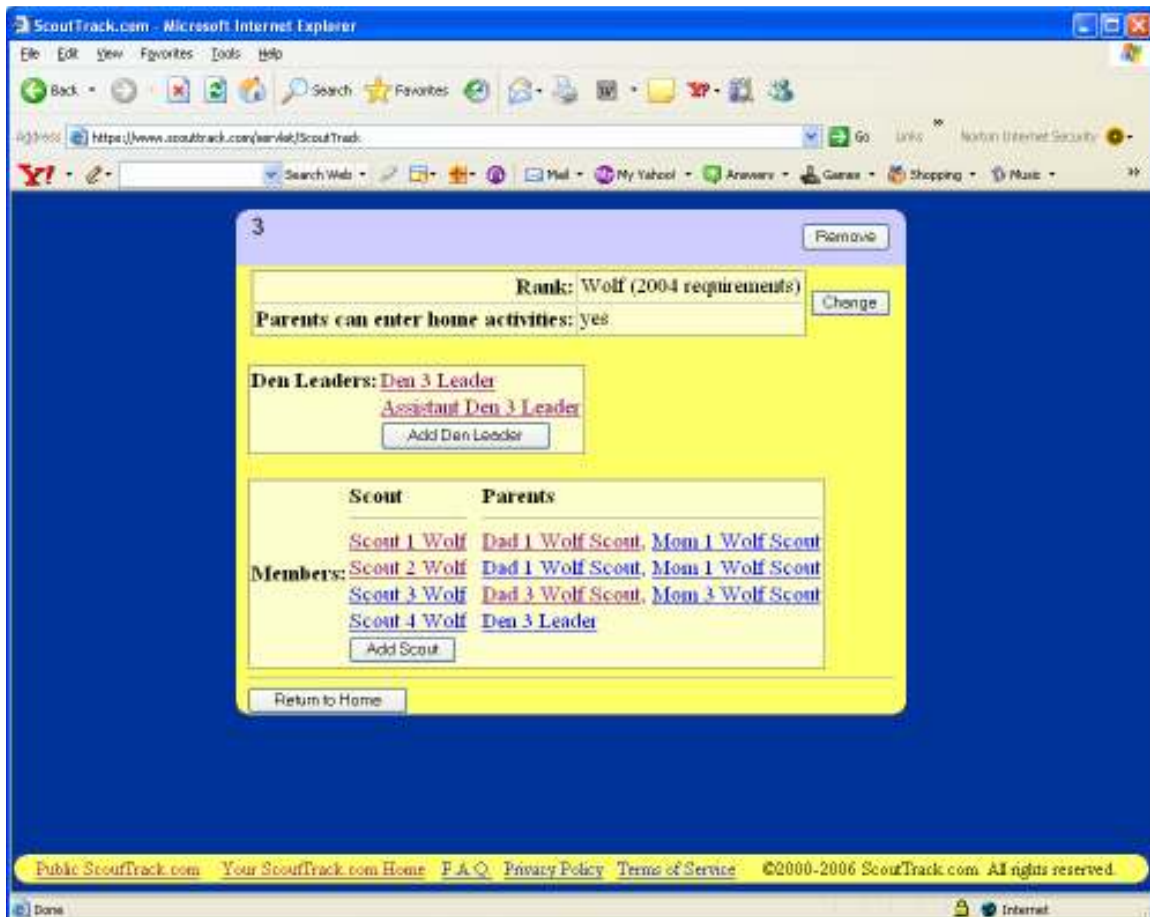 ScoutTrack.com - Microsoft Internet Explorer
File Edit View Favorites Tools Help
Back Search Favorites
Address https://www.scouttrack.com/servlet/ScoutTrack Go Links Norton Internet Security
Y! Search Web Mail My Yahoo! Answers Games Shopping Music
3
Remove
Rank: Wolf (2004 requirements)
Change
Parents can enter home activities: yes
Den Leaders: Den 3 Leader
Assistant Den 3 Leader
Add Den Leader
Scout Parents
Scout 1 Wolf Dad 1 Wolf Scout, Mom 1 Wolf Scout
Members: Scout 2 Wolf Dad 1 Wolf Scout, Mom 1 Wolf Scout
Scout 3 Wolf Dad 3 Wolf Scout, Mom 3 Wolf Scout
Scout 4 Wolf Den 3 Leader
Add Scout
Return to Home
Public ScoutTrack.com Your ScoutTrack.com Home F.A.Q. Privacy Policy Terms of Service ©2000-2006 ScoutTrack.com. All rights reserved.
Done Internet